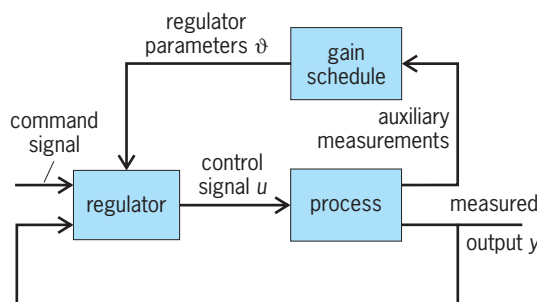 regulator
parameters ϑ
gain
schedule
command
signal
auxiliary
measurements
control
signal u
regulator
process
measured
output y